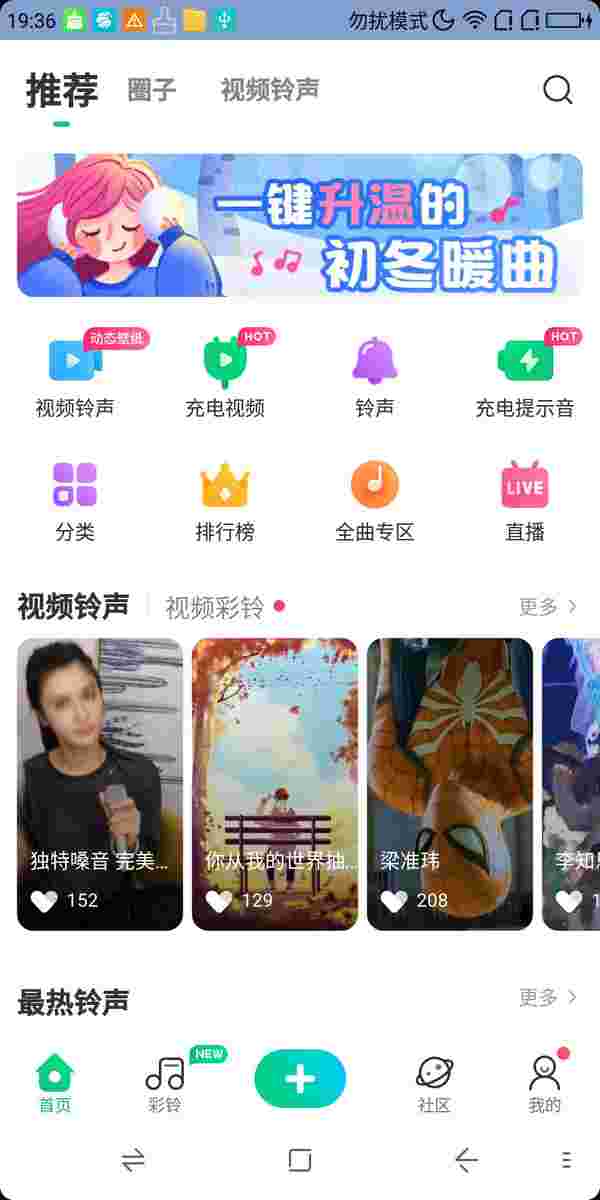 19:36 勿扰模式
推荐 圈子 视频铃声
一键升温的
初冬暖曲
动态壁纸 HOT HOT
视频铃声 充电视频 铃声 充电提示音
LIVE
分类 排行榜 全曲专区 直播
视频铃声 视频彩铃 更多
独特嗓音 完美... 你从我的世界抽... 梁准玮 李知
152 129 208 1
最热铃声 更多
NEW
首页 彩铃 社区 我的